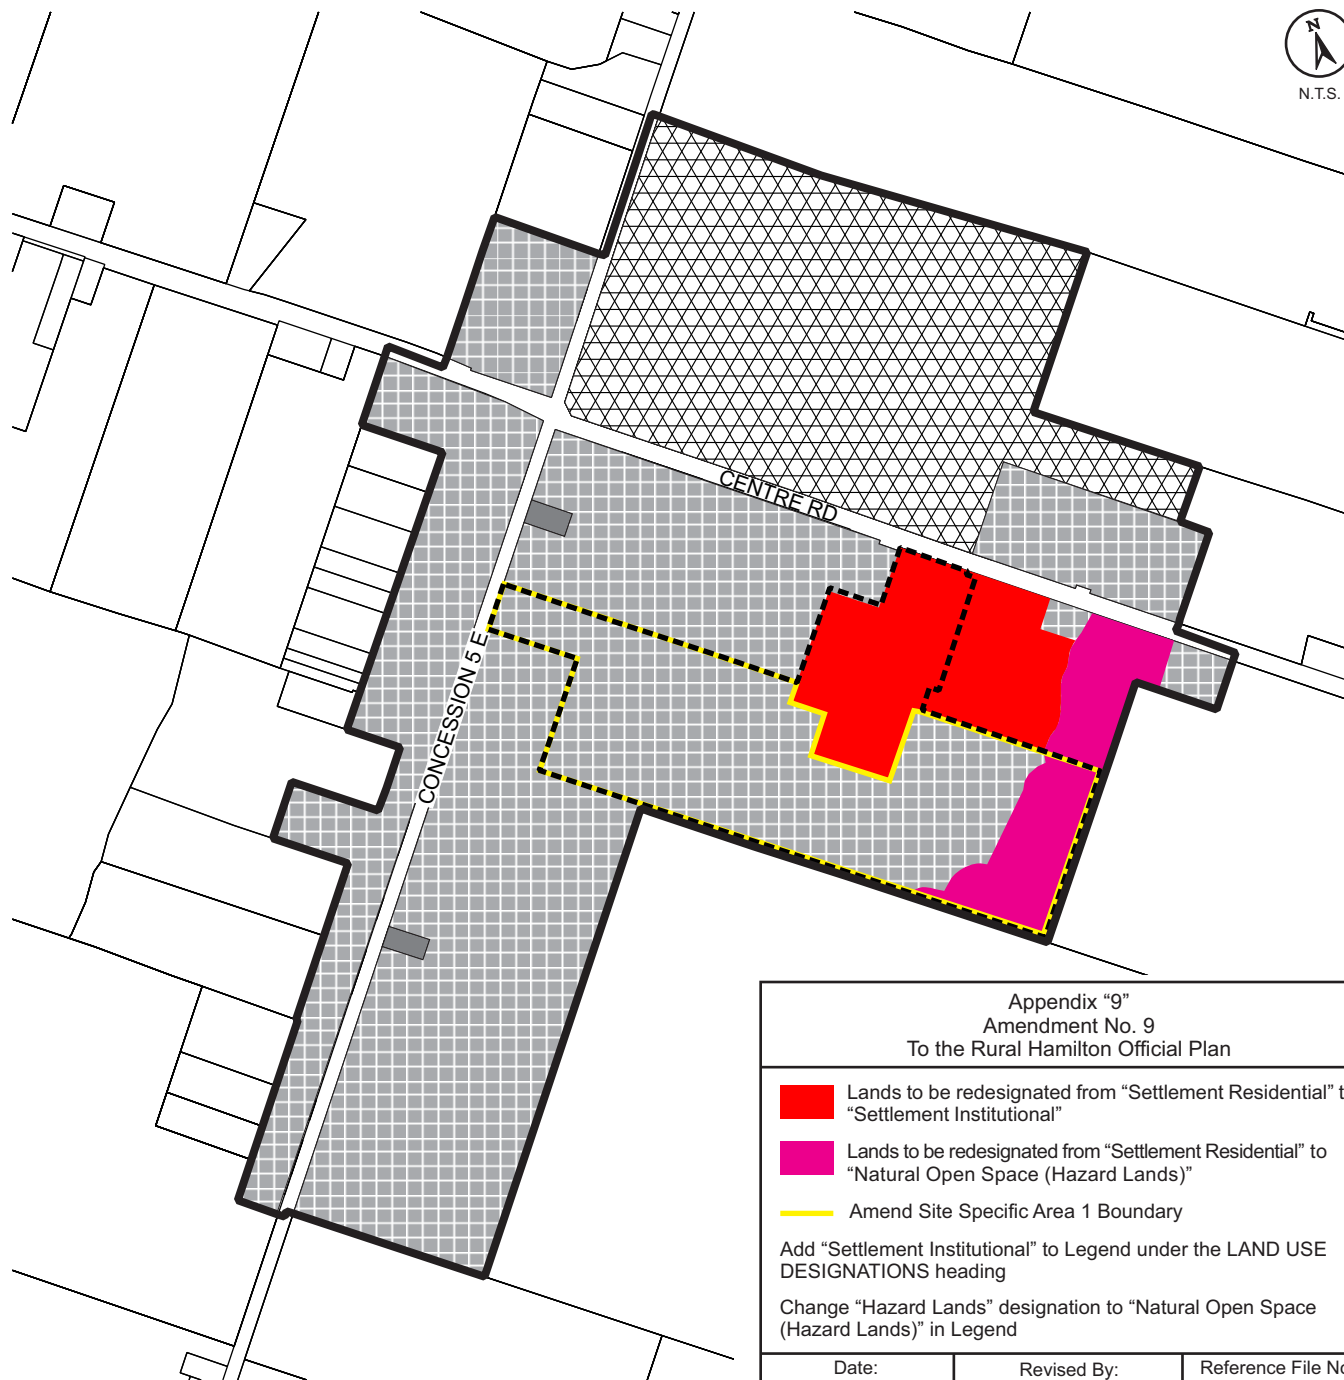 N
N.T.S.
CENTRE RD
CONCESSION 5 E
Appendix “9”
Amendment No. 9
To the Rural Hamilton Official Plan
Lands to be redesignated from “Settlement Residential” t
“Settlement Institutional”
Lands to be redesignated from “Settlement Residential” to
“Natural Open Space (Hazard Lands)”
Amend Site Specific Area 1 Boundary
Add “Settlement Institutional” to Legend under the LAND USE
DESIGNATIONS heading
Change “Hazard Lands” designation to “Natural Open Space
(Hazard Lands)” in Legend
Date:
Revised By:
Reference File No